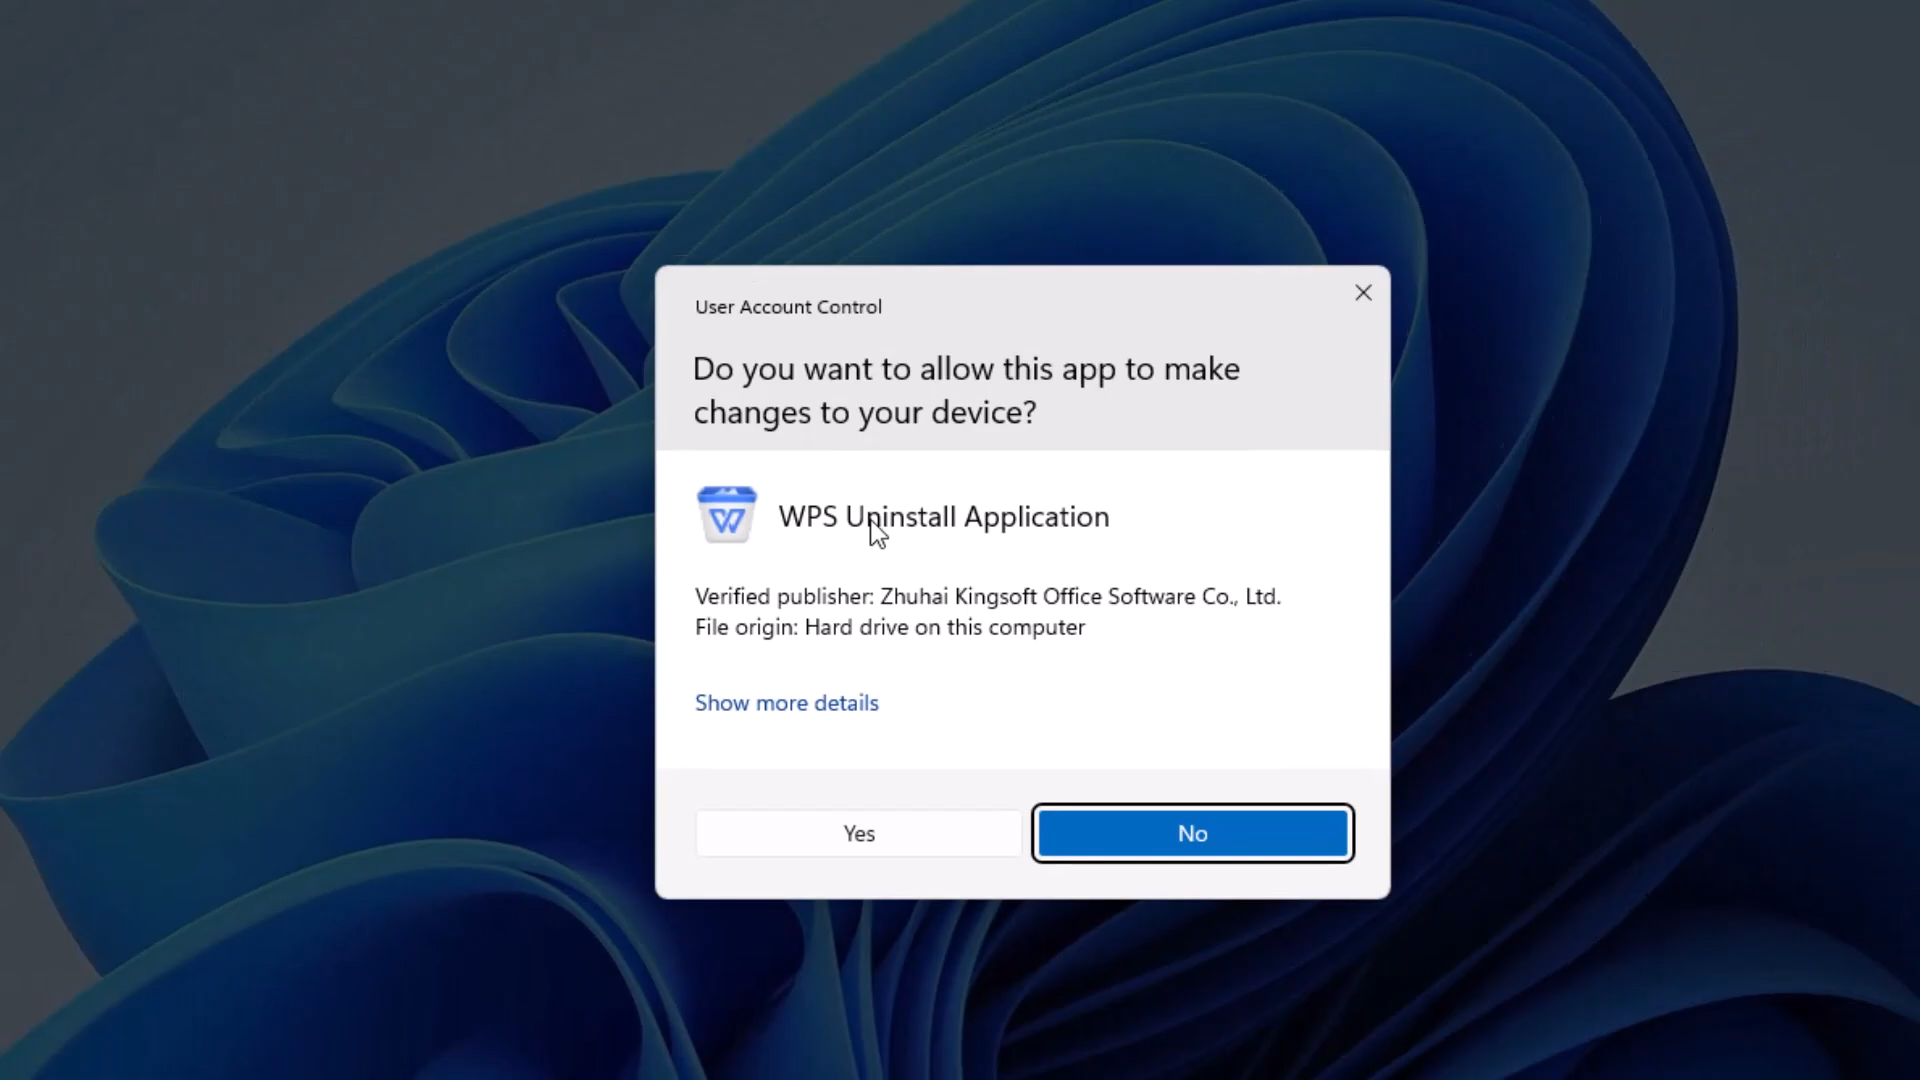 User Account Control
Do you want to allow this app to make
changes to your device?
WPS Uninstall Application
Verified publisher: Zhuhai Kingsoft Office Software Co., Ltd.
File origin: Hard drive on this computer
Show more details
Yes
No